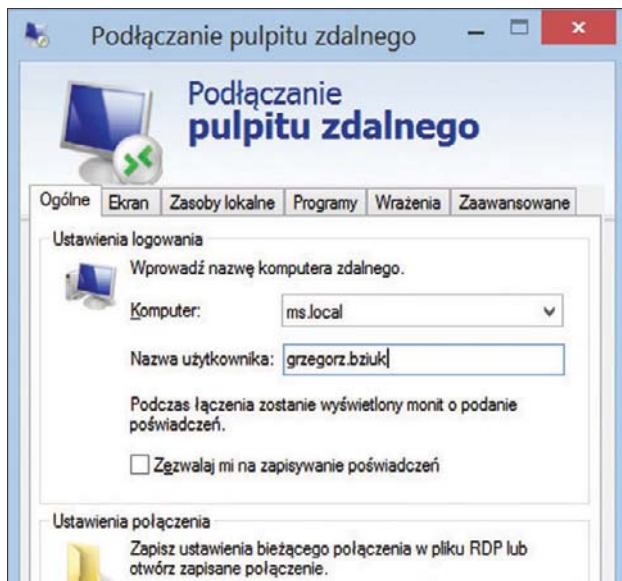 Podłączanie pulpitu zdalnego
Podłączanie
pulpitu zdalnego
Ogólne Ekran Zasoby lokalne Programy Wrażenia Zaawansowane
Ustawienia logowania
Wprowadź nazwę komputera zdalnego.
Komputer: ms.local
Nazwa użytkownika: grzegorz.bziuk
Podczas łączenia zostanie wyświetlony monit o podanie
poświadczeń.
Zezwalaj mi na zapisywanie poświadczeń
Ustawienia połączenia
Zapisz ustawienia bieżącego połączenia w pliku RDP lub
otwórz zapisane połączenie.